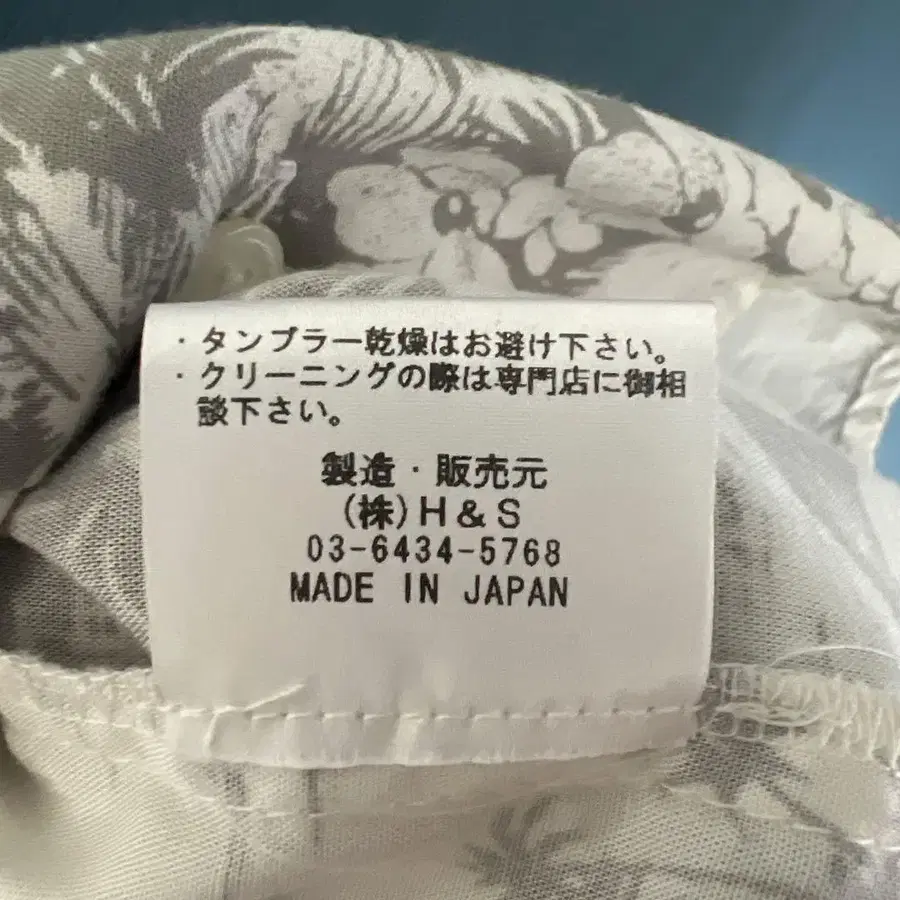 ・タンブラー乾燥はお避け下さい。
・クリーニングの際は専門店に御相
談下さい。
製造・販売元
(株)H&S
03-6434-5768
MADE IN JAPAN